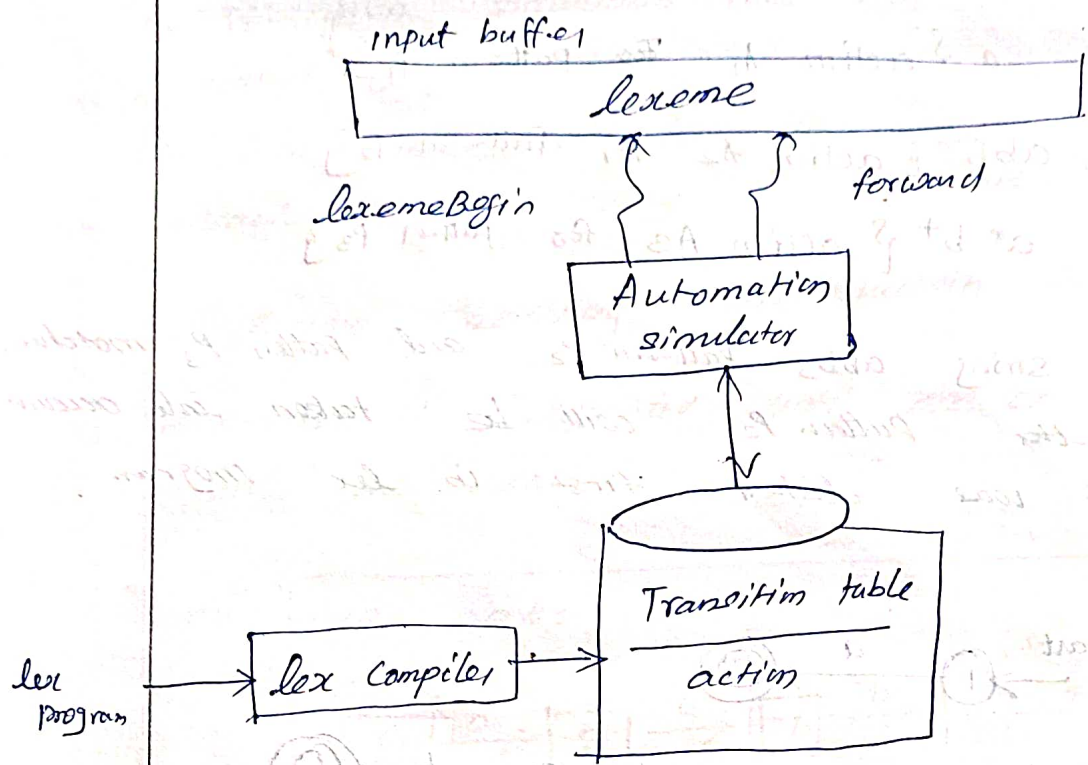 input buffer
lexeme
lexemeBegin
forward
Automation
simulator
Transition table
action
lex compiler
lex
program